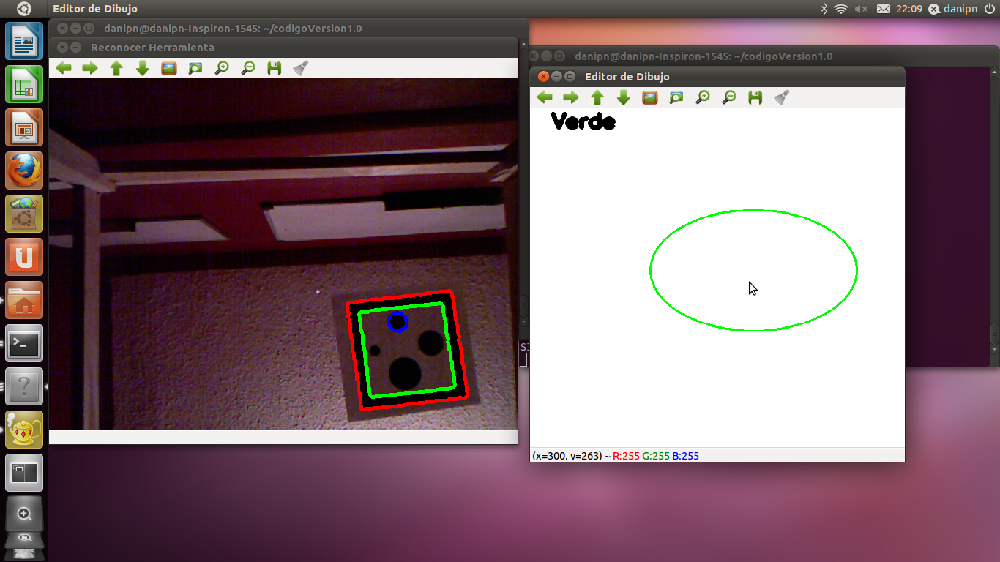 Editor de Dibujo
22:09
danipn
danipn@danipn-Inspiron-1545: ~/codigoVersion1.0
Reconocer Herramienta
danipn@danipn-Inspiron-1545: ~/codigoVersion1.0
Editor de Dibujo
Verde
(x=300, y=263) ~ R:255 G:255 B:255